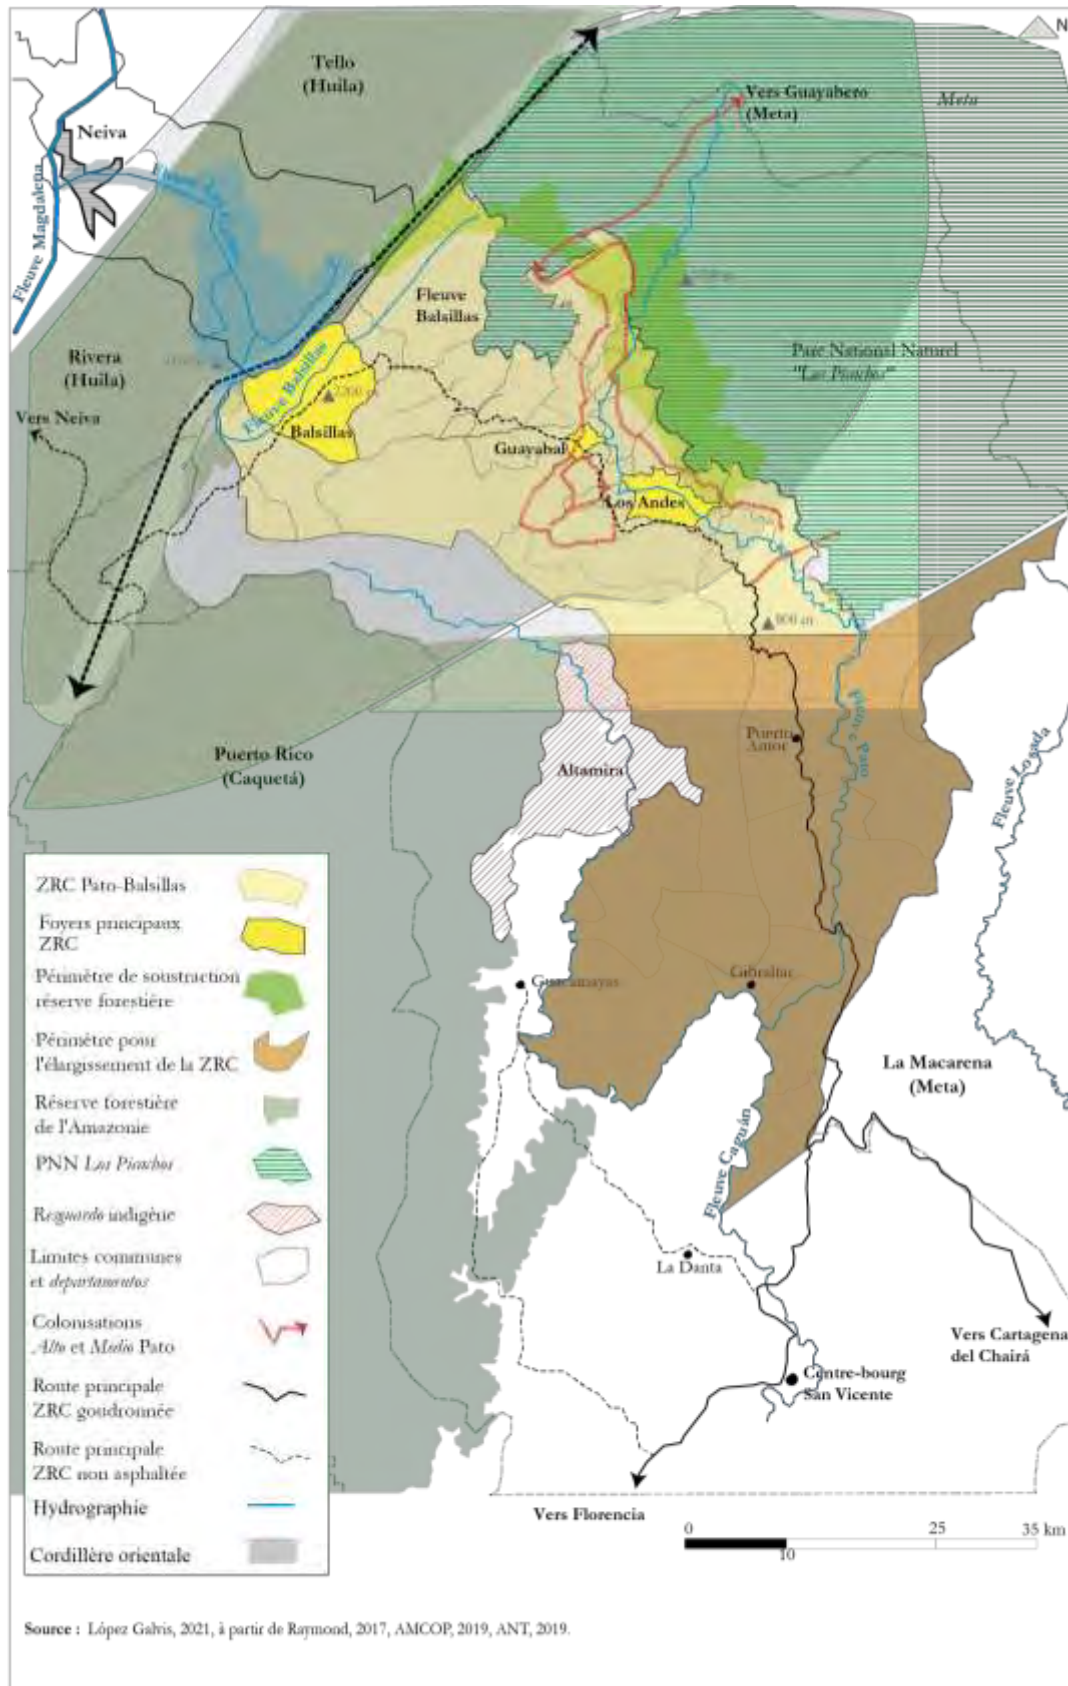 N
Tello
(Huila)
Vers Guayabero
(Meta)
Meta
Neiva
Fleuve Magdalena
Fleuve
Balsillas
Rivera
(Huila)
Parc National Naturel
"Los Picachos"
Vers Neiva
Fleuve Balsillas
2200 m
Balsillas
Guayabal
Los Andes
800 m
Fleuve Pato
Puerto
Amor
Puerto Rico
(Caquetá)
Altamira
Fleuve Losada
Guacamayas
Gibraltar
La Macarena
(Meta)
Fleuve Caguán
La Danta
Vers Cartagena
del Chairá
Centre-bourg
San Vicente
Vers Florencia
ZRC Pato-Balsillas
Foyers principaux
ZRC
Périmètre de soustraction
réserve forestière
Périmètre pour
l'élargissement de la ZRC
Réserve forestière
de l'Amazonie
PNN Los Picachos
Resguardo indigène
Limites communes
et departamentos
Colonisations
Alto et Medio Pato
Route principale
ZRC goudronnée
Route principale
ZRC non asphaltée
Hydrographie
Cordillère orientale
0 25 35 km
10
Source : López Galvis, 2021, à partir de Raymond, 2017, AMCOP, 2019, ANT, 2019.